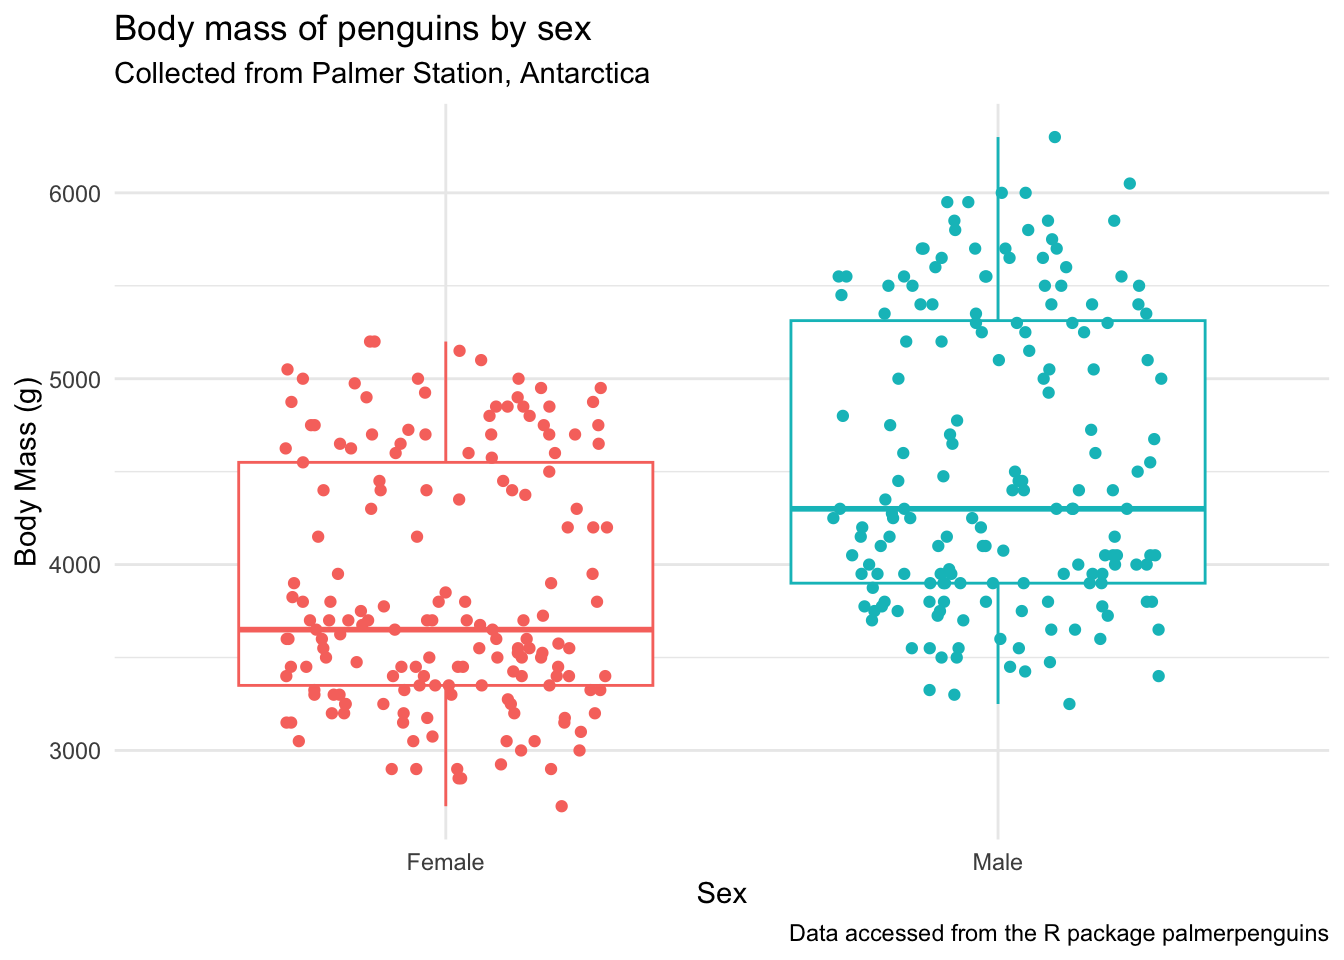 Body mass of penguins by sex
Collected from Palmer Station, Antarctica
Body Mass (g)
6000
5000
4000
3000
Female
Male
Sex
Data accessed from the R package palmerpenguins